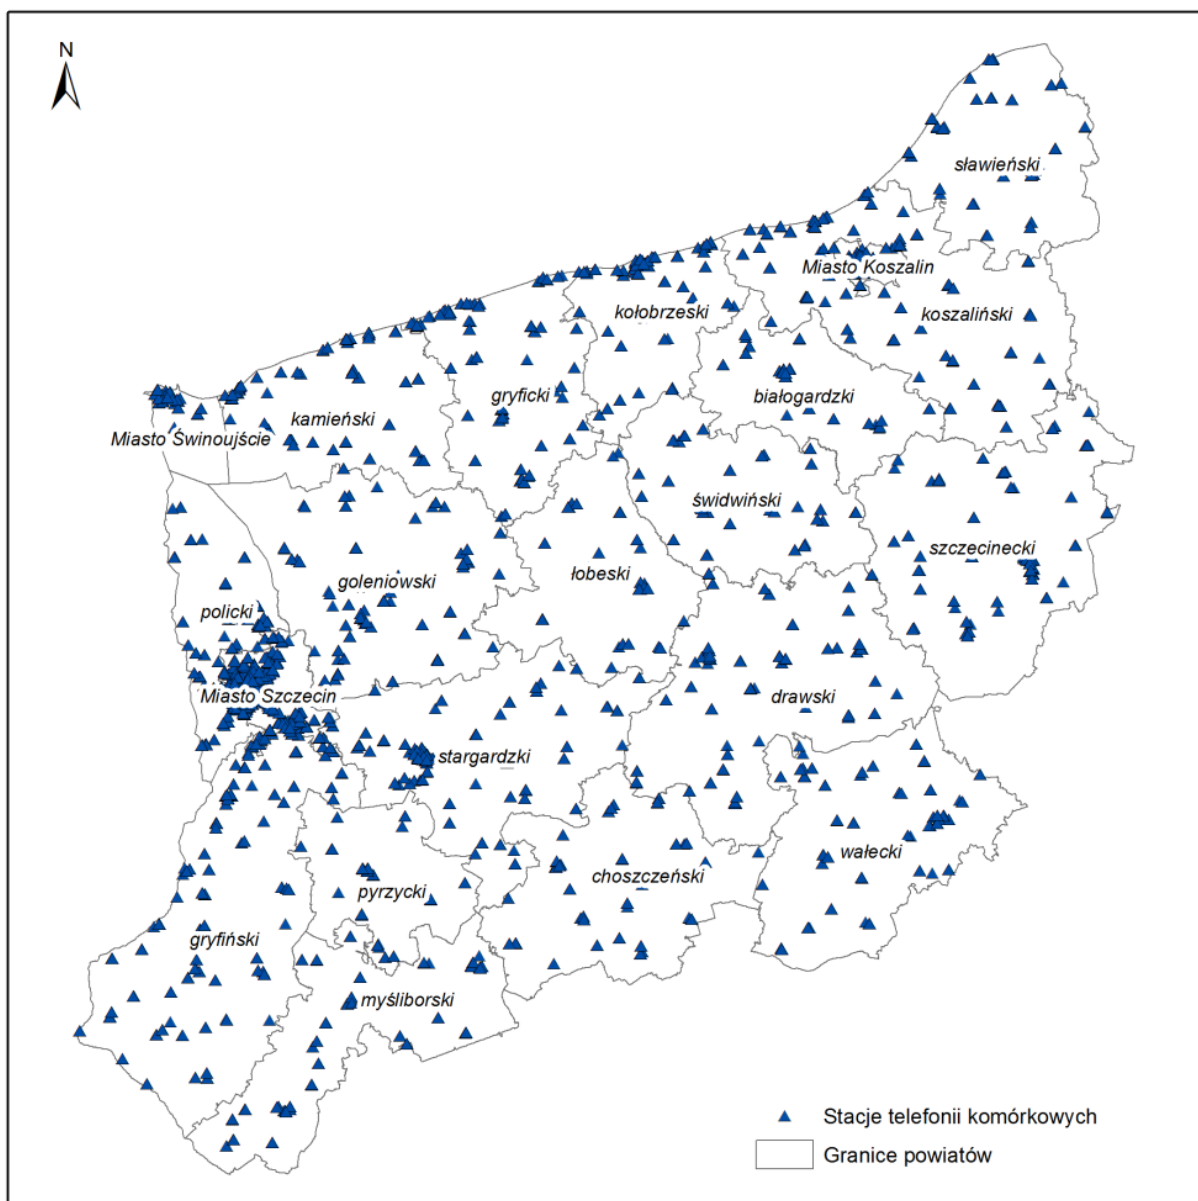 N
sławieński
Miasto Koszalin
kołobrzeski
koszaliński
gryficki
białogardzki
kamieński
Miasto Świnoujście
świdwiński
szczecinecki
łobeski
goleniowski
policki
Miasto Szczecin
drawski
stargardzki
wałecki
choszczeński
pyrzycki
gryfiński
myśliborski
Stacje telefonii komórkowych
Granice powiatów